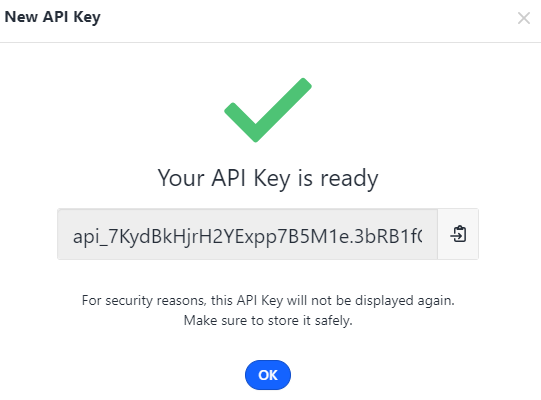 New API Key
Your API Key is ready
api_7KydBkHjrH2YExpp7B5M1e.3bRB1f
For security reasons, this API Key will not be displayed again.
Make sure to store it safely.
OK